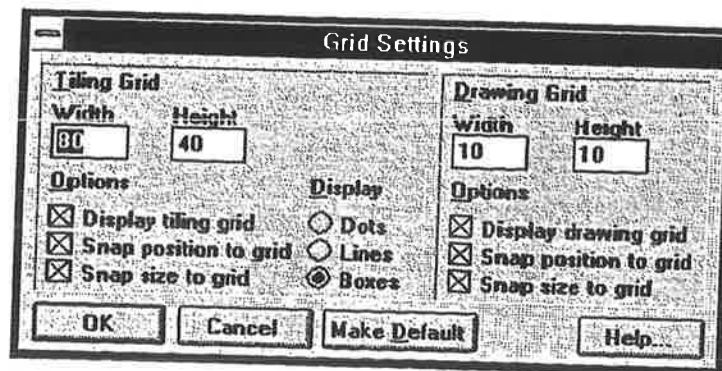 Grid Settings
Tiling Grid
Width Height
80 40
Options
Display tiling grid
Snap position to grid
Snap size to grid
Display
Dots
Lines
Boxes
Drawing Grid
Width Height
10 10
Options
Display drawing grid
Snap position to grid
Snap size to grid
OK Cancel Make Default Help...